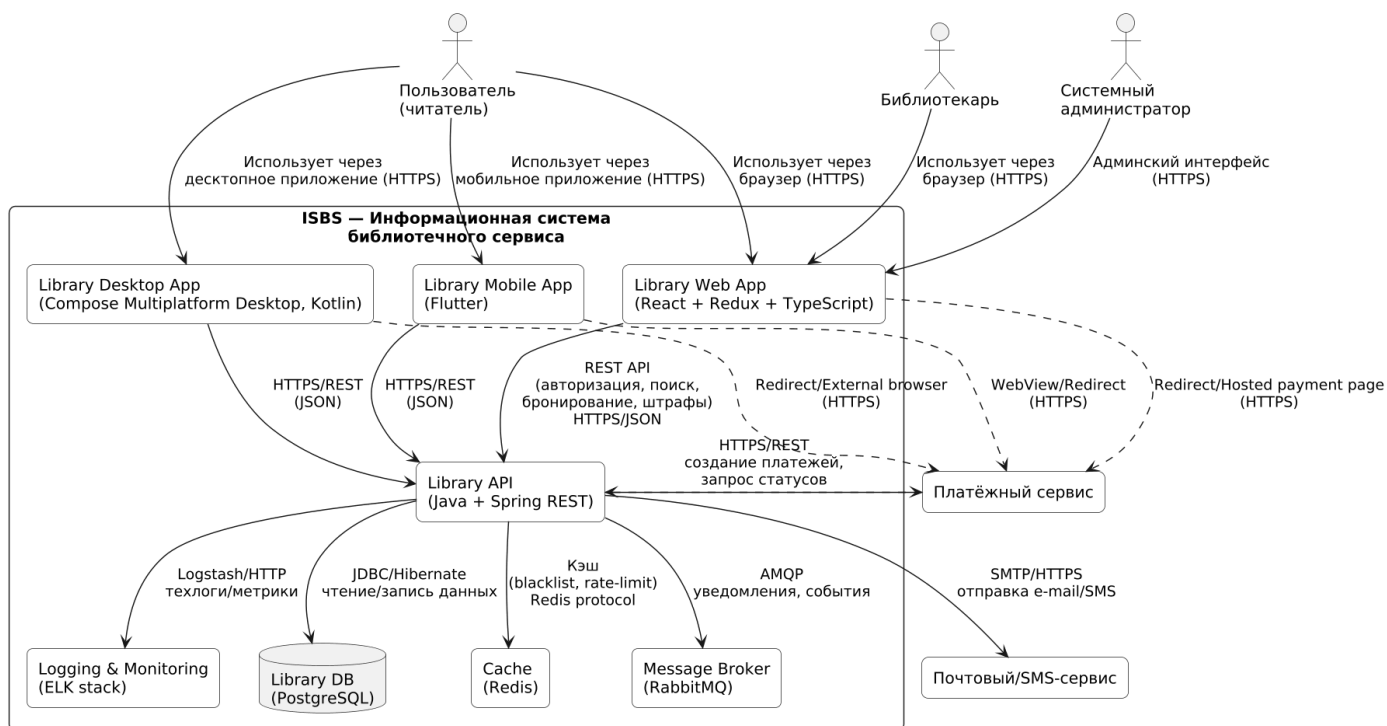 Пользователь
(читатель)
Библиотекарь
Системный
администратор
Использует через
десктопное приложение (HTTPS)
Использует через
мобильное приложение (HTTPS)
Использует через
браузер (HTTPS)
Использует через
браузер (HTTPS)
Админский интерфейс
(HTTPS)
ISBS — Информационная система
библиотечного сервиса
Library Desktop App
(Compose Multiplatform Desktop, Kotlin)
Library Mobile App
(Flutter)
Library Web App
(React + Redux + TypeScript)
HTTPS/REST
(JSON)
HTTPS/REST
(JSON)
REST API
(авторизация, поиск,
бронирование, штрафы)
HTTPS/JSON
Redirect/External browser
(HTTPS)
WebView/Redirect
(HTTPS)
Redirect/Hosted payment page
(HTTPS)
HTTPS/REST
создание платежей,
запрос статусов
Library API
(Java + Spring REST)
Платёжный сервис
Logstash/HTTP
техлоги/метрики
JDBC/Hibernate
чтение/запись данных
Кэш
(blacklist, rate-limit)
Redis protocol
AMQP
уведомления, события
SMTP/HTTPS
отправка e-mail/SMS
Logging & Monitoring
(ELK stack)
Library DB
(PostgreSQL)
Cache
(Redis)
Message Broker
(RabbitMQ)
Почтовый/SMS-сервис